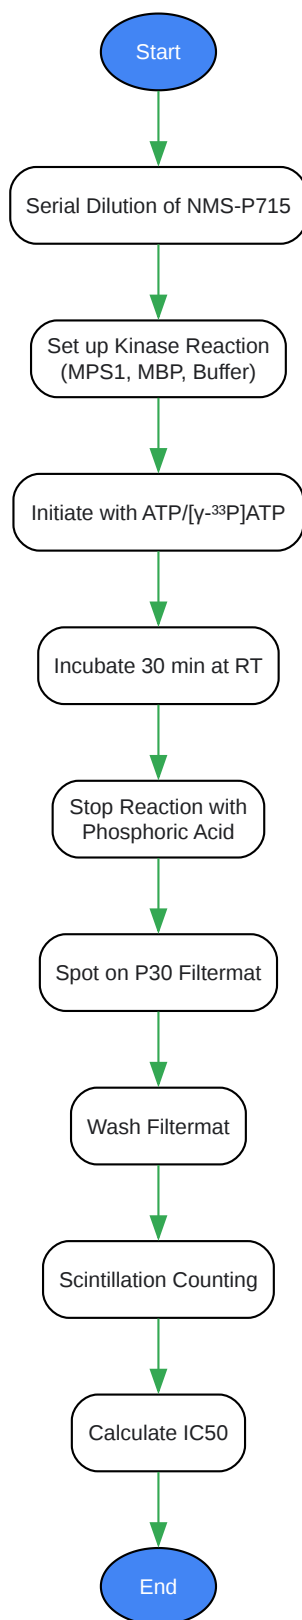 Start
Serial Dilution of NMS-P715
Set up Kinase Reaction
(MPS1, MBP, Buffer)
Initiate with ATP/[γ-³³P]ATP
Incubate 30 min at RT
Stop Reaction with
Phosphoric Acid
Spot on P30 Filtermat
Wash Filtermat
Scintillation Counting
Calculate IC50
End